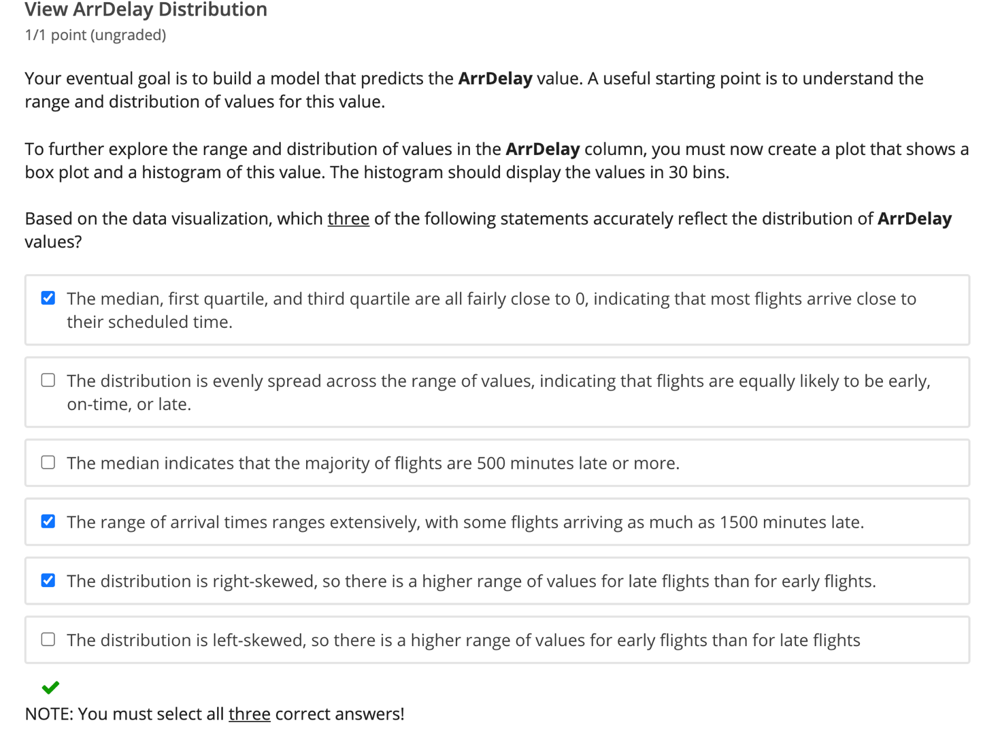 View ArrDelay Distribution
1/1 point (ungraded)
Your eventual goal is to build a model that predicts the ArrDelay value. A useful starting point is to understand the
range and distribution of values for this value.
To further explore the range and distribution of values in the ArrDelay column, you must now create a plot that shows a
box plot and a histogram of this value. The histogram should display the values in 30 bins.
Based on the data visualization, which three of the following statements accurately reflect the distribution of ArrDelay
values?
The median, first quartile, and third quartile are all fairly close to 0, indicating that most flights arrive close to
their scheduled time.
The distribution is evenly spread across the range of values, indicating that flights are equally likely to be early,
on-time, or late.
The median indicates that the majority of flights are 500 minutes late or more.
The range of arrival times ranges extensively, with some flights arriving as much as 1500 minutes late.
The distribution is right-skewed, so there is a higher range of values for late flights than for early flights.
The distribution is left-skewed, so there is a higher range of values for early flights than for late flights
NOTE: You must select all three correct answers!